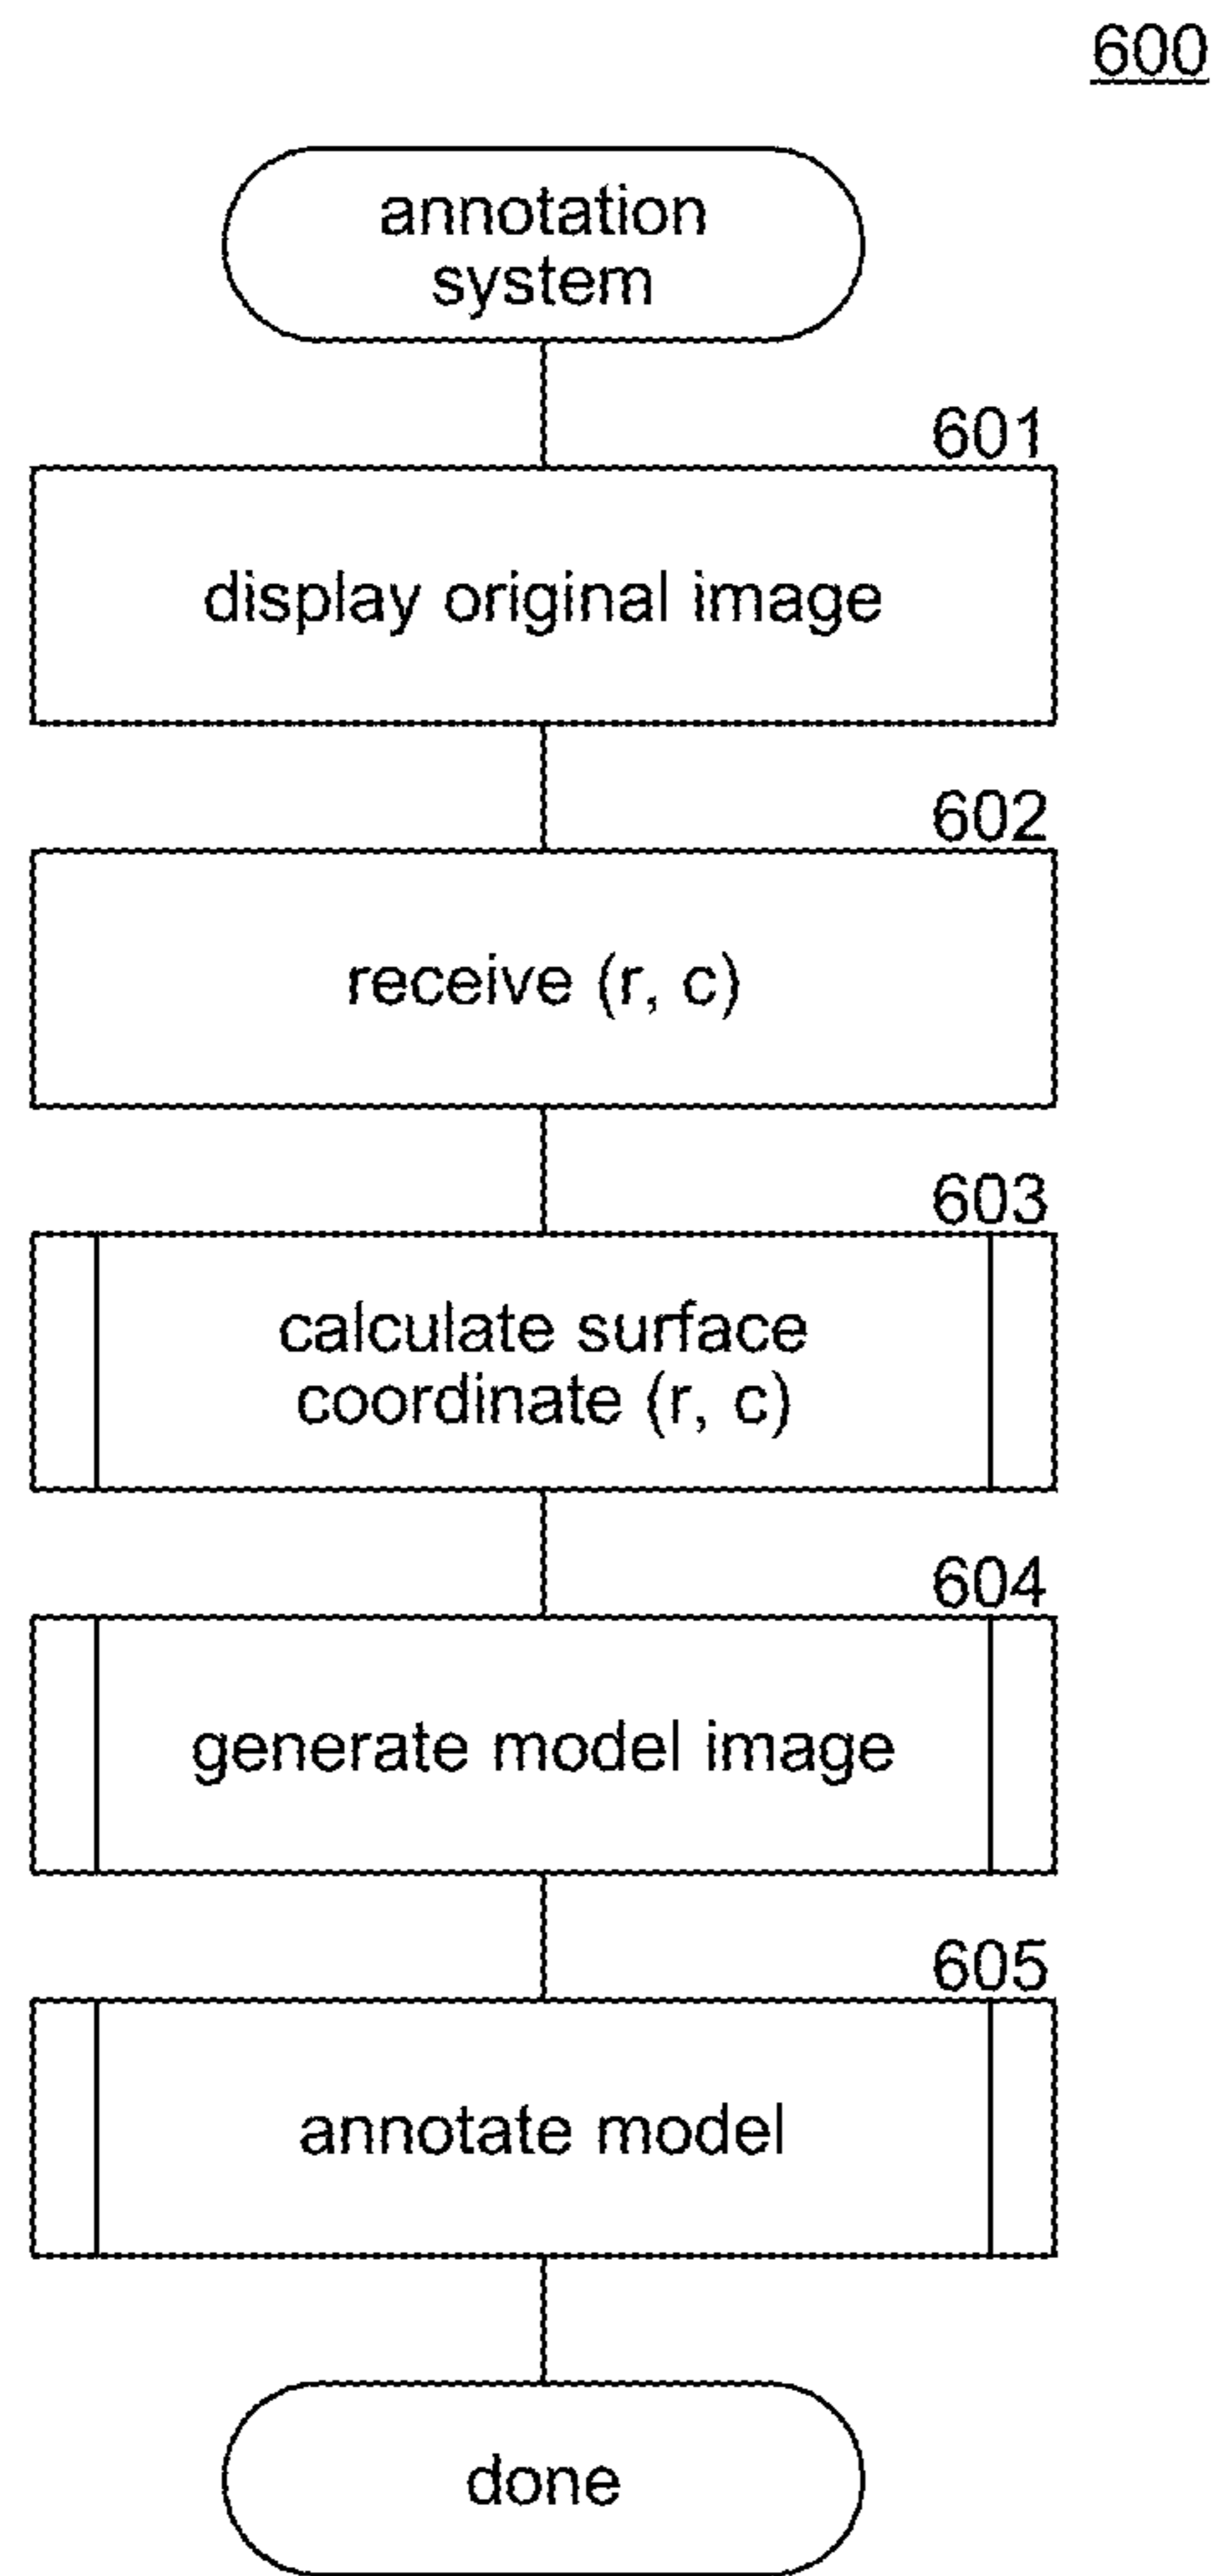 600
annotation
system
601
display original image
602
receive (r, c)
603
calculate surface
coordinate (r, c)
604
generate model image
605
annotate model
done